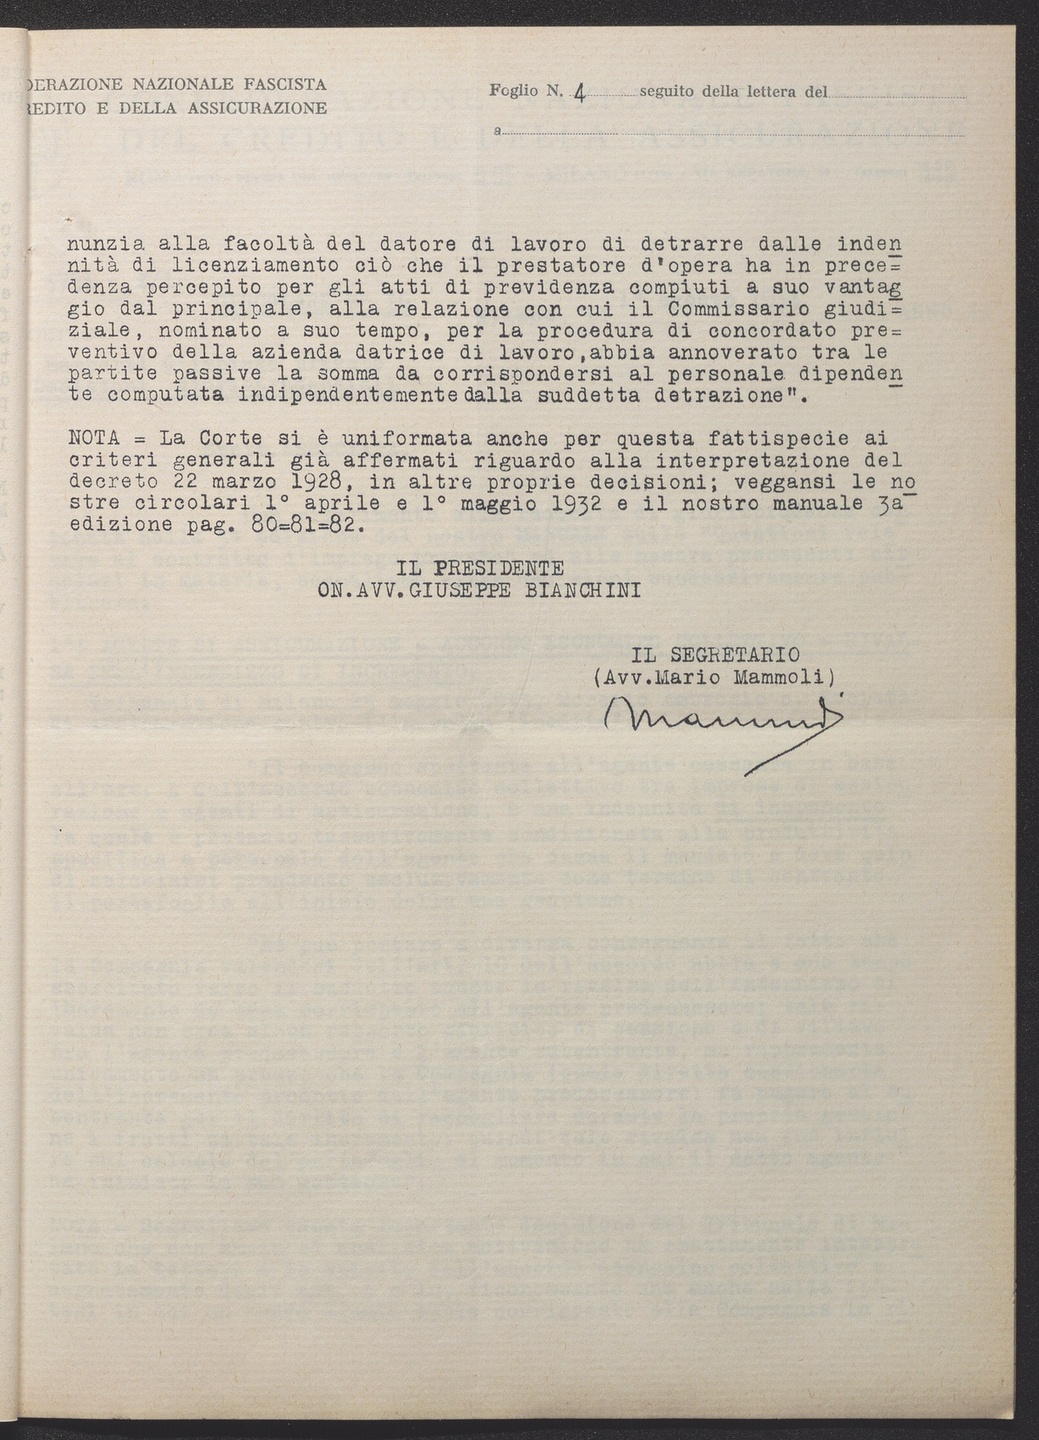 DERAZIONE NAZIONALE FASCISTA
REDITO E DELLA ASSICURAZIONE
Foglio N. 4 seguito della lettera del
a
nunzia alla facoltà del datore di lavoro di detrarre dalle inden
nità di licenziamento ciò che il prestatore d'opera ha in prece=
denza percepito per gli atti di previdenza compiuti a suo vantag
gio dal principale, alla relazione con cui il Commissario giudi=
ziale, nominato a suo tempo, per la procedura di concordato pre=
ventivo della azienda datrice di lavoro,abbia annoverato tra le
partite passive la somma da corrispondersi al personale dipenden
te computata indipendentemente dalla suddetta detrazione".
NOTA = La Corte si è uniformata anche per questa fattispecie ai
criteri generali già affermati riguardo alla interpretazione del
decreto 22 marzo 1928, in altre proprie decisioni; veggansi le no
stre circolari 1° aprile e 1° maggio 1932 e il nostro manuale 3a
edizione pag. 80=81=82.
IL PRESIDENTE
ON.AVV.GIUSEPPE BIANCHINI
IL SEGRETARIO
(Avv.Mario Mammoli)